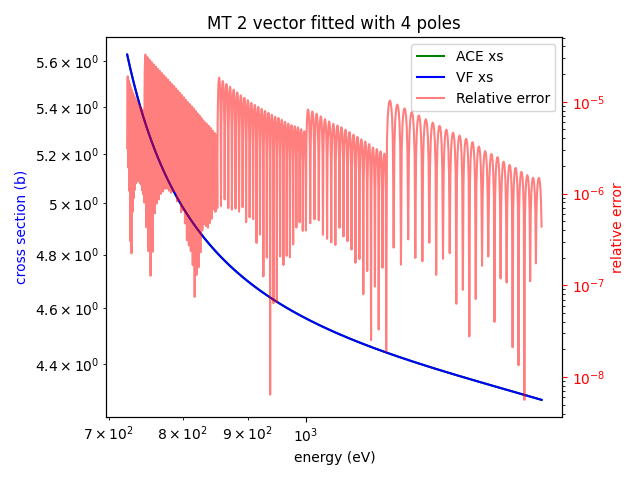 MT 2 vector fitted with 4 poles
ACE xs
VF xs
Relative error
5.6 × 10⁰
5.4 × 10⁰
5.2 × 10⁰
5 × 10⁰
4.8 × 10⁰
4.6 × 10⁰
4.4 × 10⁰
cross section (b)
10⁻⁵
10⁻⁶
10⁻⁷
10⁻⁸
relative error
7 × 10² 8 × 10² 9 × 10² 10³
energy (eV)